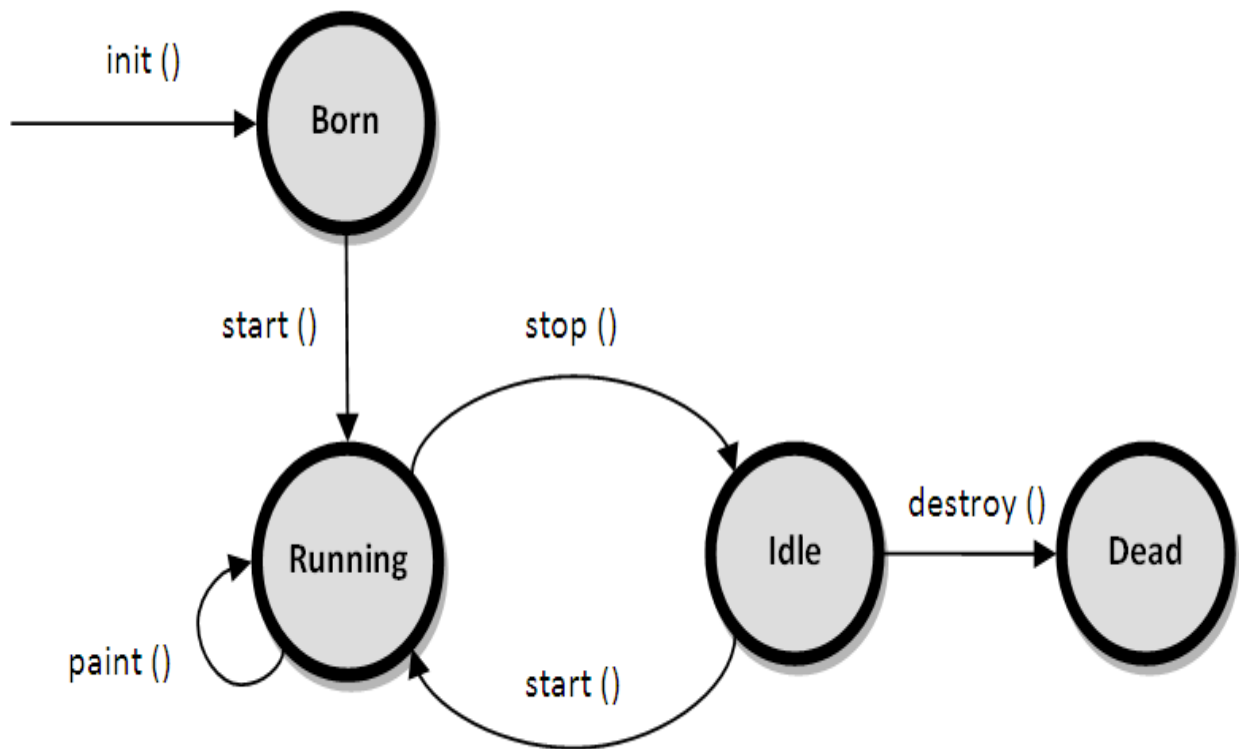 init ()
Born
start ()
stop ()
Running
Idle
destroy ()
Dead
paint ()
start ()